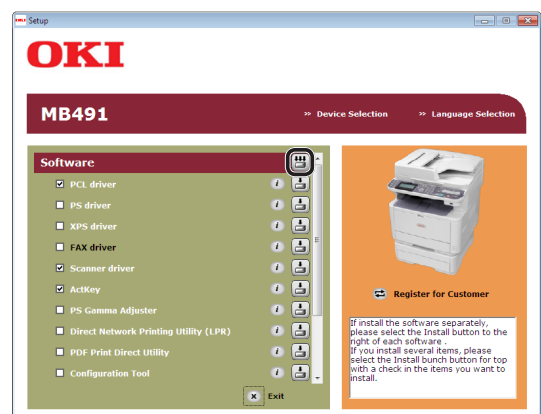 Setup
OKI
MB491
>> Device Selection
>> Language Selection
Software
PCL driver
PS driver
XPS driver
FAX driver
Scanner driver
ActKey
PS Gamma Adjuster
Direct Network Printing Utility (LPR)
PDF Print Direct Utility
Configuration Tool
x Exit
Register for Customer
If install the software separately,
please select the Install button to the
right of each software .
If you install several items, please
select the Install bunch button for top
with a check in the items you want to
install.